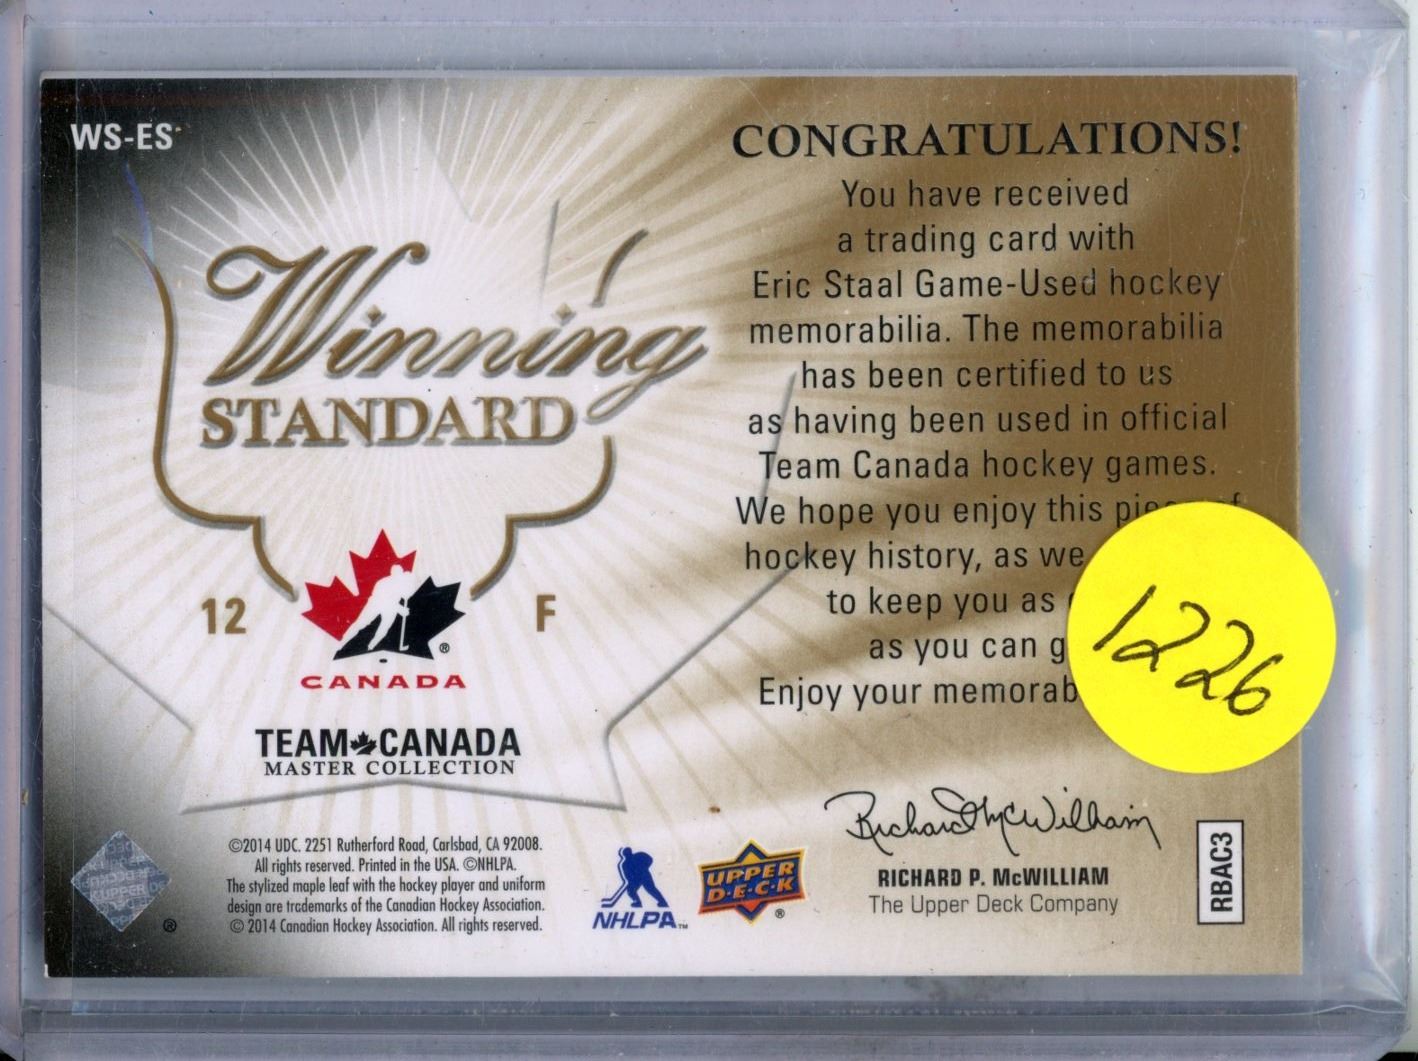 WS-ES
Winning
STANDARD
12
F
CANADA
®
TEAM CANADA
MASTER COLLECTION
©2014 UDC. 2251 Rutherford Road, Carlsbad, CA 92008.
All rights reserved. Printed in the USA. ©NHLPA.
The stylized maple leaf with the hockey player and uniform
design are trademarks of the Canadian Hockey Association.
© 2014 Canadian Hockey Association. All rights reserved.
®
NHLPA™
UPPER
D·E·C·K
®
CONGRATULATIONS!
You have received
a trading card with
Eric Staal Game-Used hockey
memorabilia. The memorabilia
has been certified to us
as having been used in official
Team Canada hockey games.
We hope you enjoy this
hockey history, as we
to keep you as
as you can
Enjoy your
1226
Richard McWilliam
RICHARD P. McWILLIAM
The Upper Deck Company
RBAC3